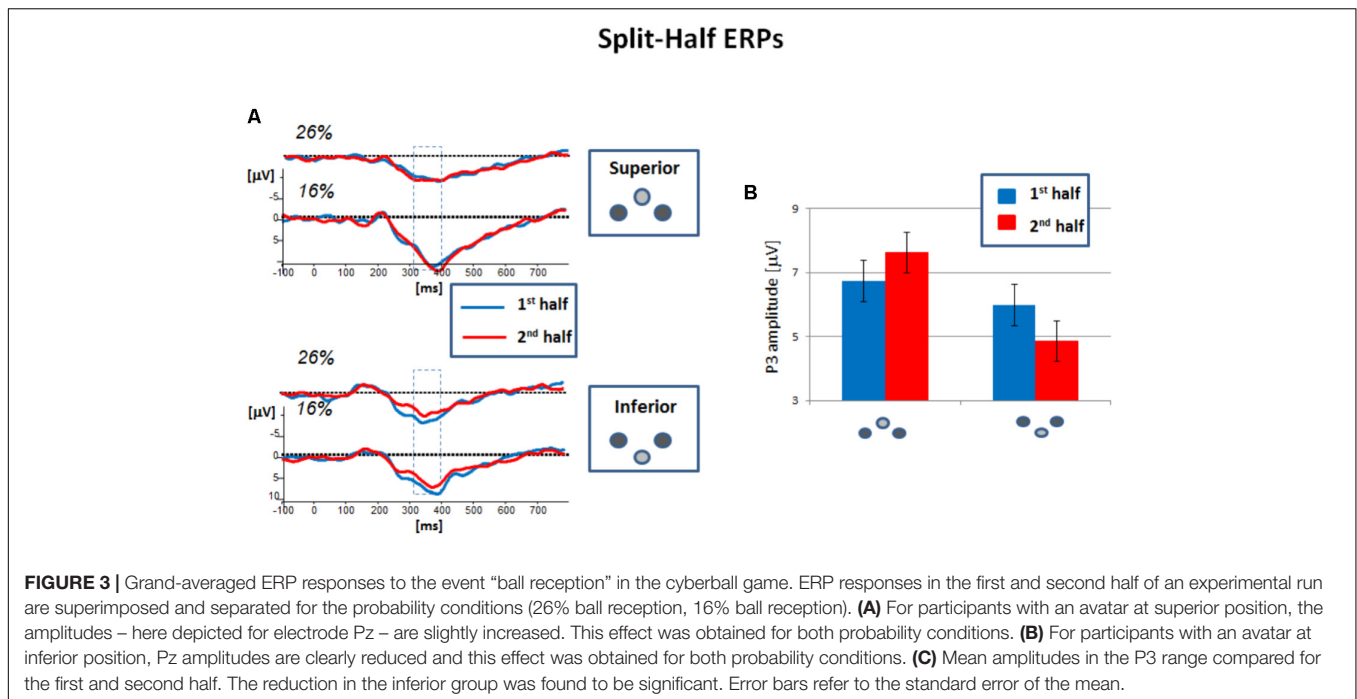 Split-Half ERPs
A
26%
[µV]
-5
16%
0
5
-100 0 100 200 300 400 500 600 700
[ms]
Superior
1st half
2nd half
26%
[µV]
16%
-5
0
5
10
-100 0 100 200 300 400 500 600 700
[ms]
Inferior
B
1st half
2nd half
9
7
5
3
P3 amplitude [µV]
FIGURE 3 | Grand-averaged ERP responses to the event “ball reception” in the cyberball game. ERP responses in the first and second half of an experimental run
are superimposed and separated for the probability conditions (26% ball reception, 16% ball reception). (A) For participants with an avatar at superior position, the
amplitudes – here depicted for electrode Pz – are slightly increased. This effect was obtained for both probability conditions. (B) For participants with an avatar at
inferior position, Pz amplitudes are clearly reduced and this effect was obtained for both probability conditions. (C) Mean amplitudes in the P3 range compared for
the first and second half. The reduction in the inferior group was found to be significant. Error bars refer to the standard error of the mean.